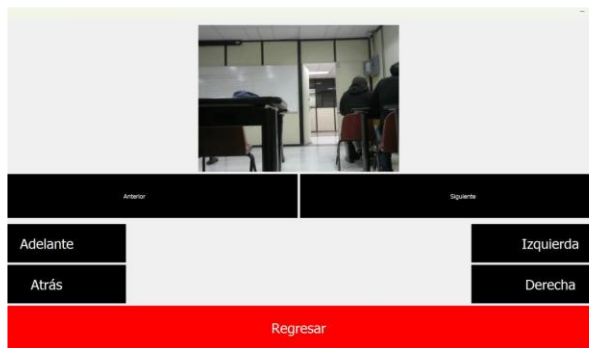 Anterior
Siguiente
Adelante
Izquierda
Atrás
Derecha
Regresar